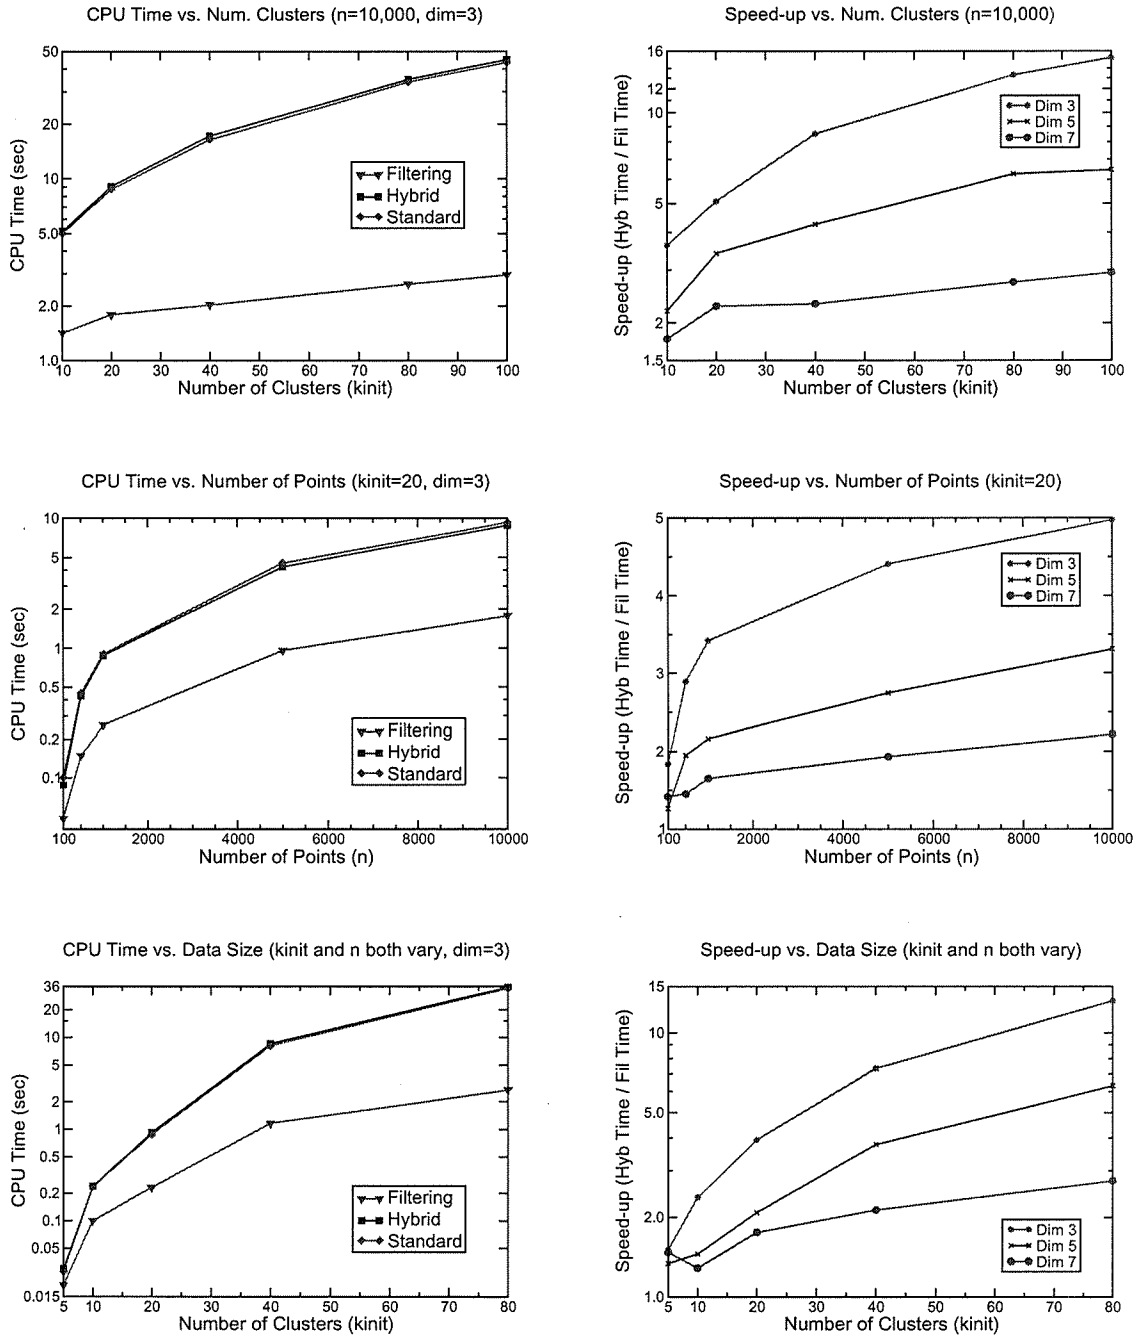 CPU Time vs. Num. Clusters (n=10,000, dim=3)
50
20
10
5.0
2.0
1.0
CPU Time (sec)
Filtering
Hybrid
Standard
10 20 30 40 50 60 70 80 90 100
Number of Clusters (kinit)
Speed-up vs. Num. Clusters (n=10,000)
16
12
10
5
2
1.5
Speed-up (Hyb Time / Fil Time)
Dim 3
Dim 5
Dim 7
10 20 30 40 50 60 70 80 90 100
Number of Clusters (kinit)
CPU Time vs. Number of Points (kinit=20, dim=3)
10
5
2
1
0.5
0.2
0.1
CPU Time (sec)
Filtering
Hybrid
Standard
100 2000 4000 6000 8000 10000
Number of Points (n)
Speed-up vs. Number of Points (kinit=20)
5
4
3
2
1
Speed-up (Hyb Time / Fil Time)
Dim 3
Dim 5
Dim 7
100 2000 4000 6000 8000 10000
Number of Points (n)
CPU Time vs. Data Size (kinit and n both vary, dim=3)
36
20
10
5
2
1
0.5
0.2
0.1
0.05
0.015
CPU Time (sec)
Filtering
Hybrid
Standard
5 10 20 30 40 50 60 70 80
Number of Clusters (kinit)
Speed-up vs. Data Size (kinit and n both vary)
15
10
5.0
2.0
1.0
Speed-up (Hyb Time / Fil Time)
Dim 3
Dim 5
Dim 7
5 10 20 30 40 50 60 70 80
Number of Clusters (kinit)